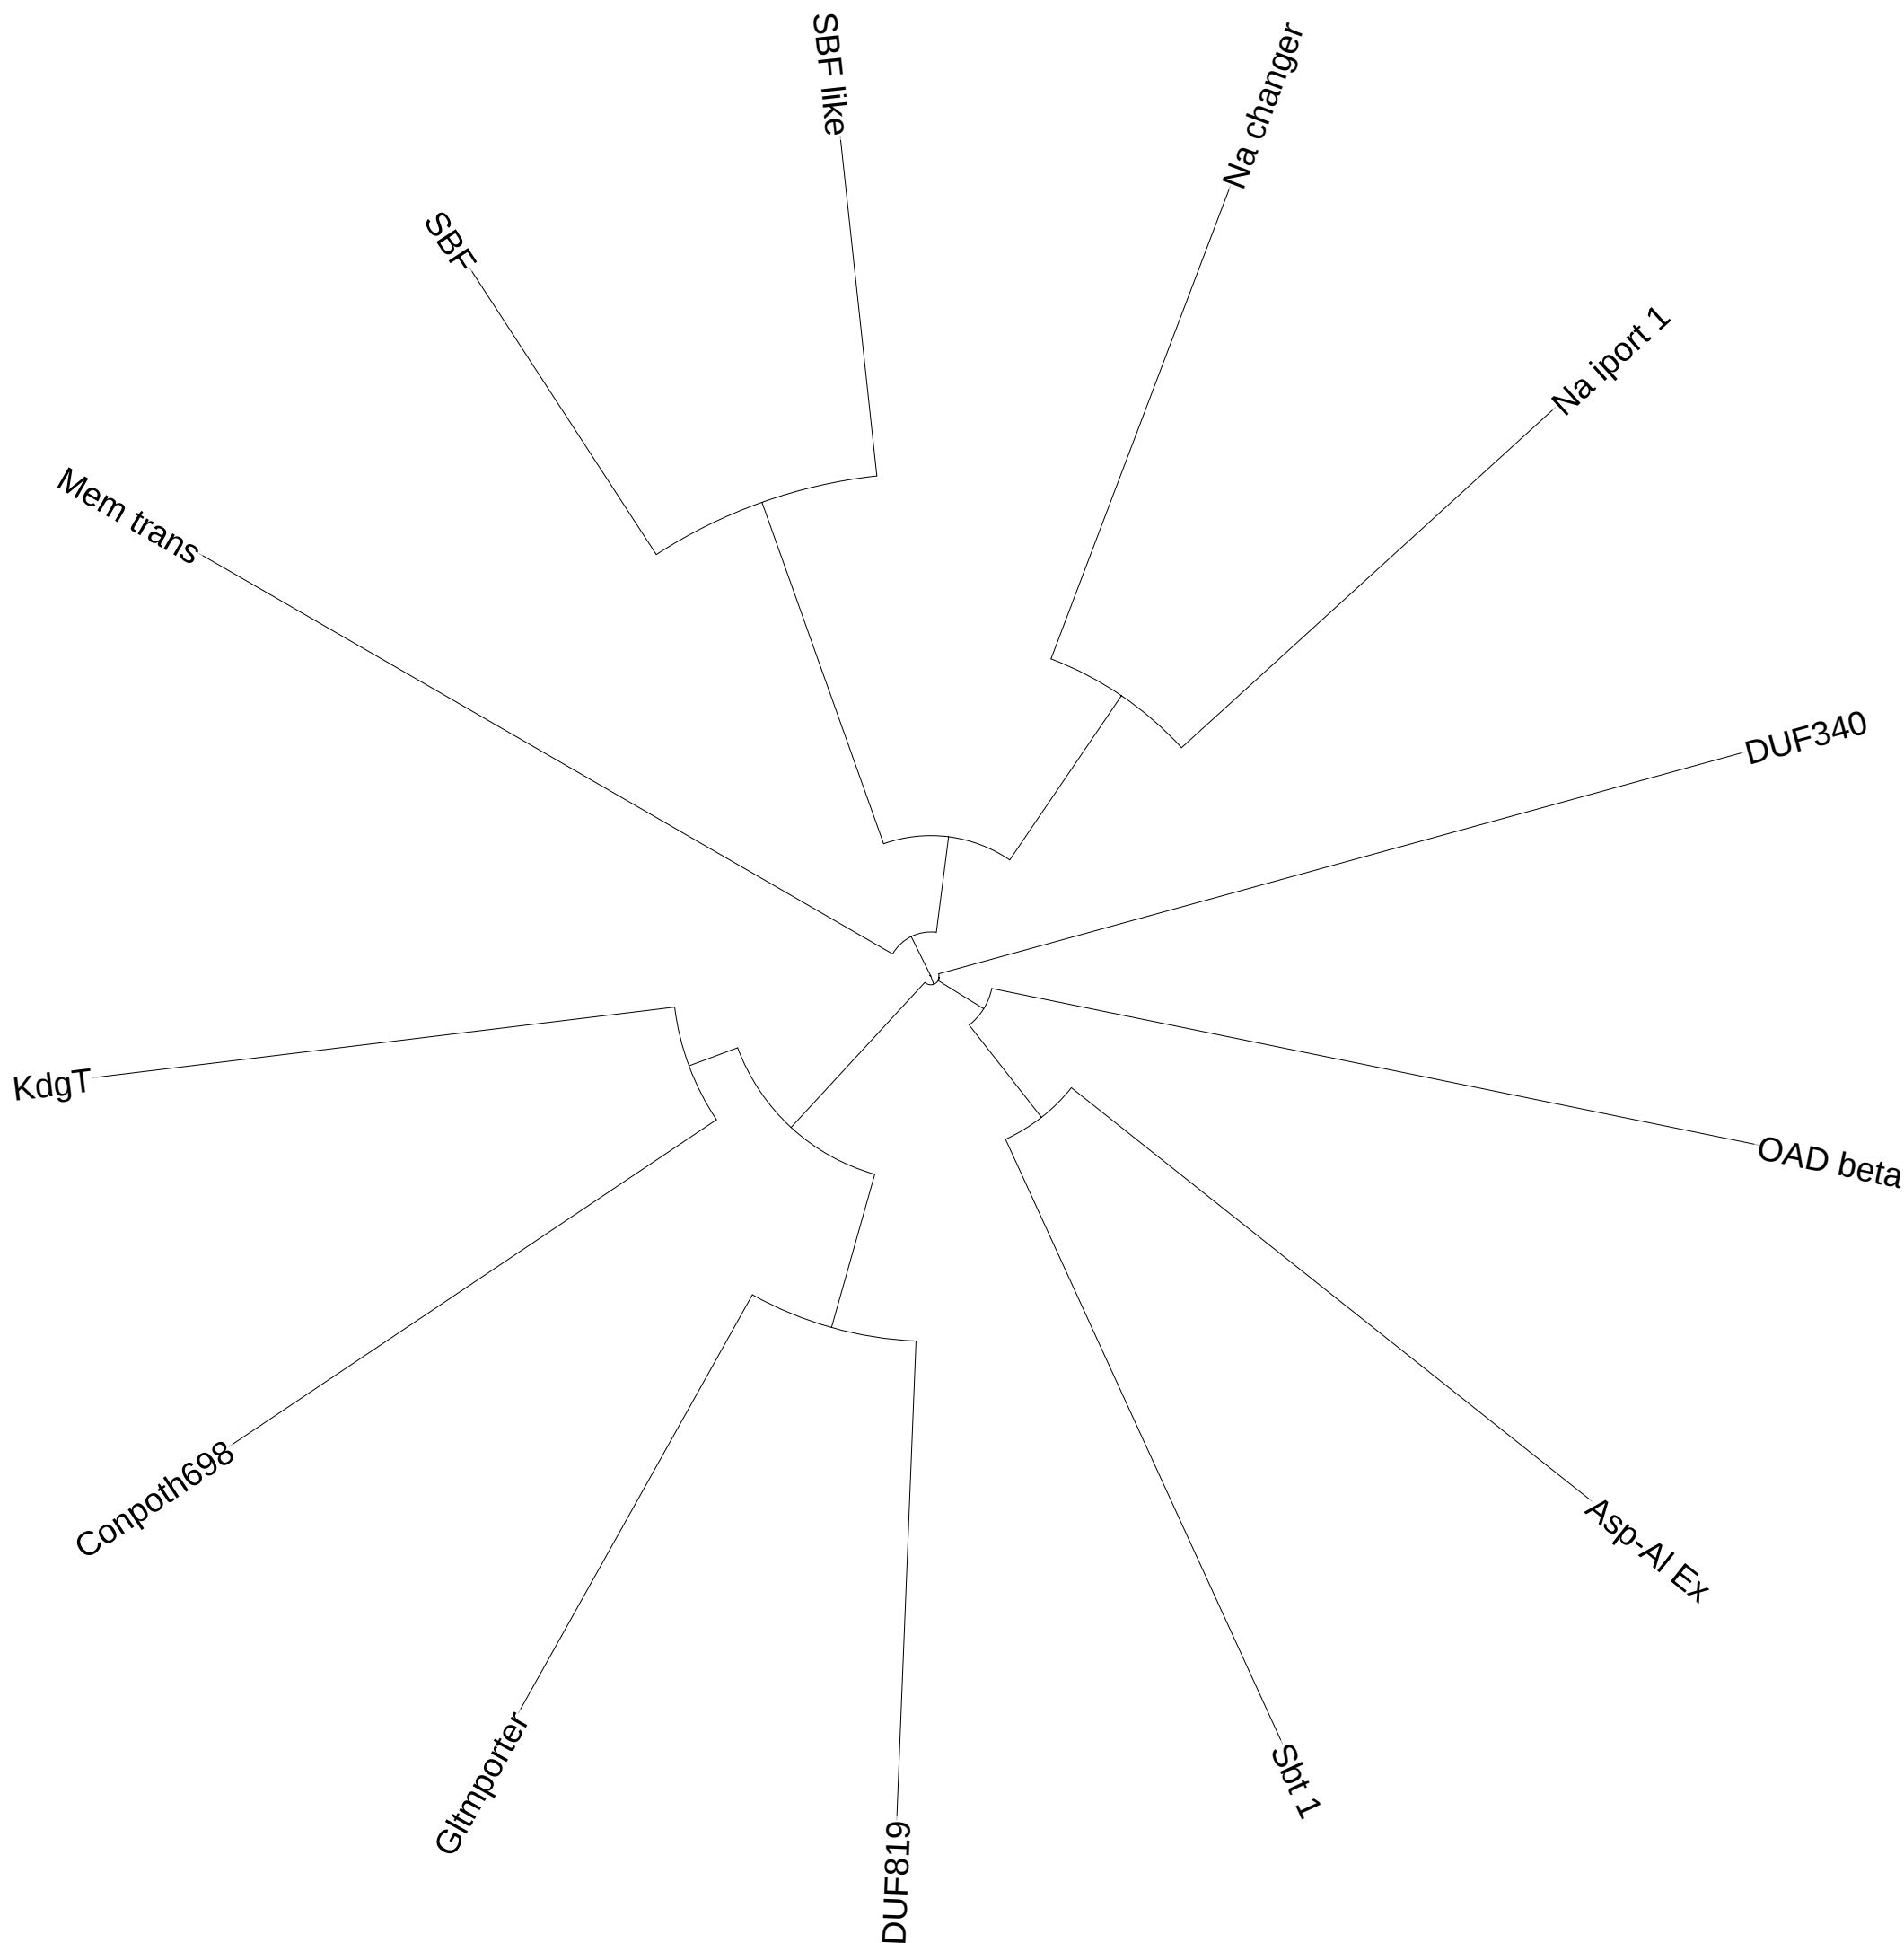 SBF like
Na changer
SBF
Na iport 1
Mem trans
DUF340
KdgT
OAD beta
Conpoth698
Asp-Al Ex
Gltmporter
Sbt 1
DUF819